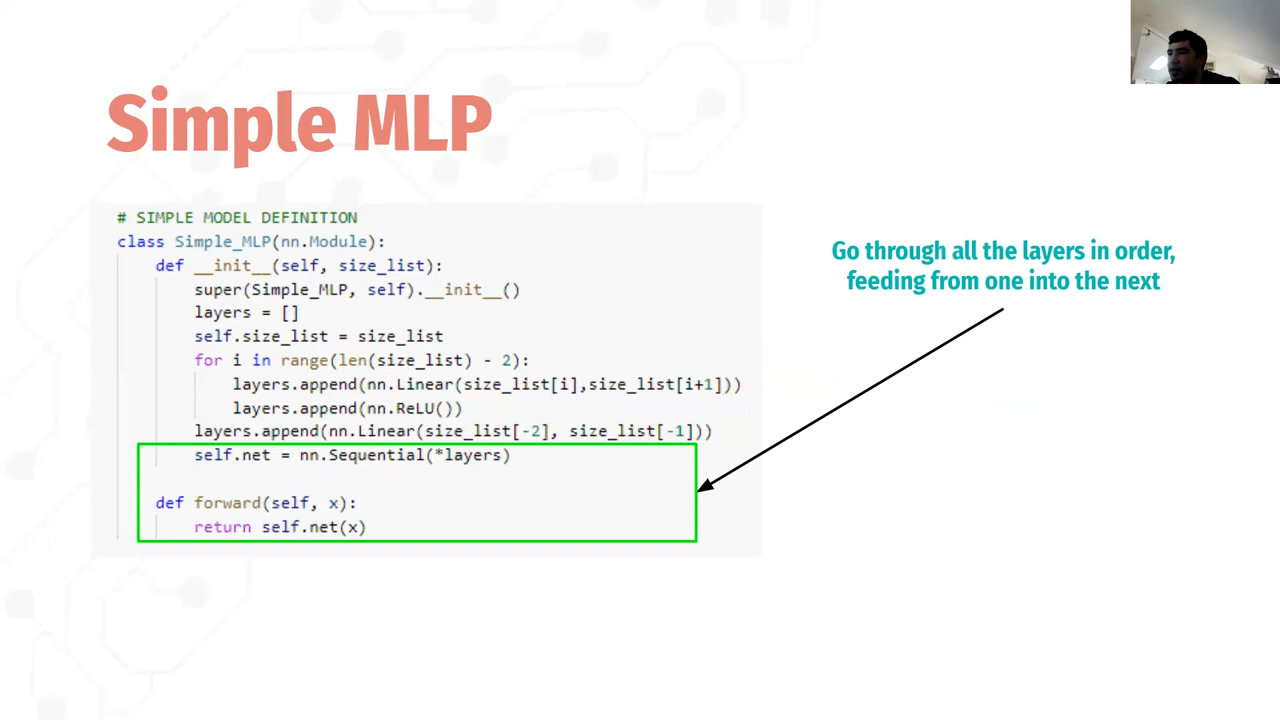 Simple MLP
# SIMPLE MODEL DEFINITION
class Simple_MLP(nn.Module):
def __init__(self, size_list):
super(Simple_MLP, self).__init__()
layers = []
self.size_list = size_list
for i in range(len(size_list) - 2):
layers.append(nn.Linear(size_list[i],size_list[i+1]))
layers.append(nn.ReLU())
layers.append(nn.Linear(size_list[-2], size_list[-1]))
self.net = nn.Sequential(*layers)
def forward(self, x):
return self.net(x)
Go through all the layers in order,
feeding from one into the next